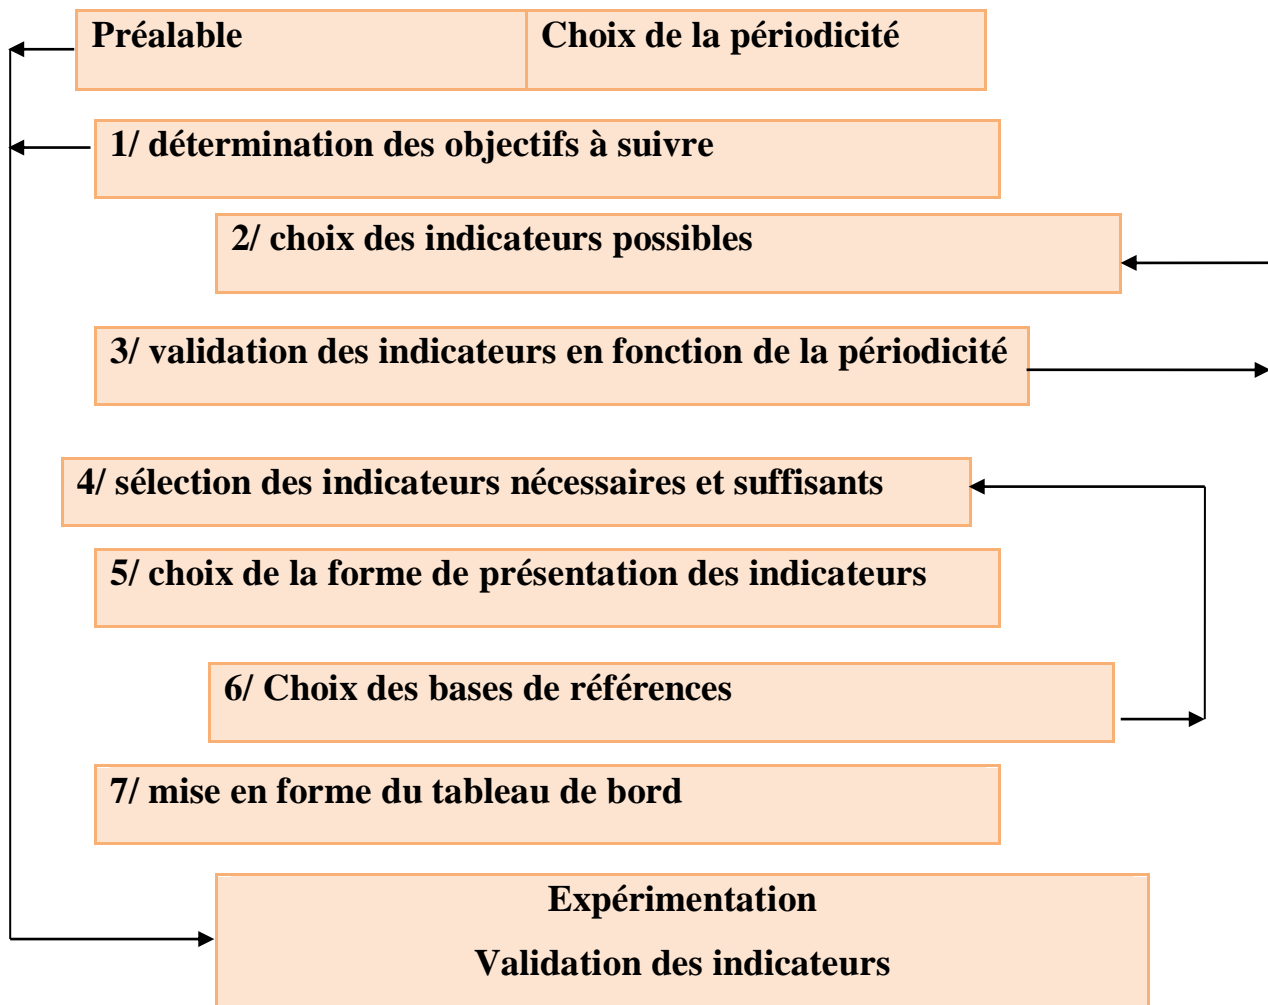 Préalable
Choix de la périodicité
1/ détermination des objectifs à suivre
2/ choix des indicateurs possibles
3/ validation des indicateurs en fonction de la périodicité
4/ sélection des indicateurs nécessaires et suffisants
5/ choix de la forme de présentation des indicateurs
6/ Choix des bases de références
7/ mise en forme du tableau de bord
Expérimentation
Validation des indicateurs